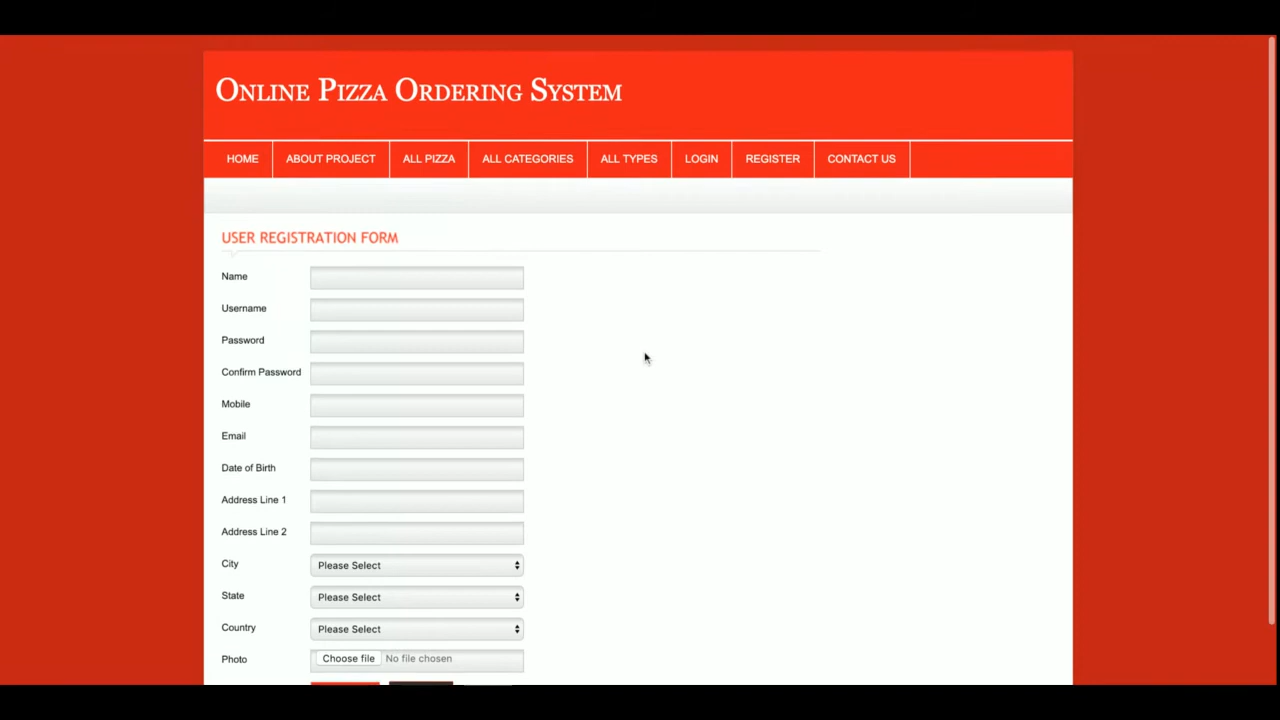 Online Pizza Ordering System
HOME ABOUT PROJECT ALL PIZZA ALL CATEGORIES ALL TYPES LOGIN REGISTER CONTACT US
USER REGISTRATION FORM
Name
Username
Password
Confirm Password
Mobile
Email
Date of Birth
Address Line 1
Address Line 2
City Please Select
State Please Select
Country Please Select
Photo Choose file No file chosen